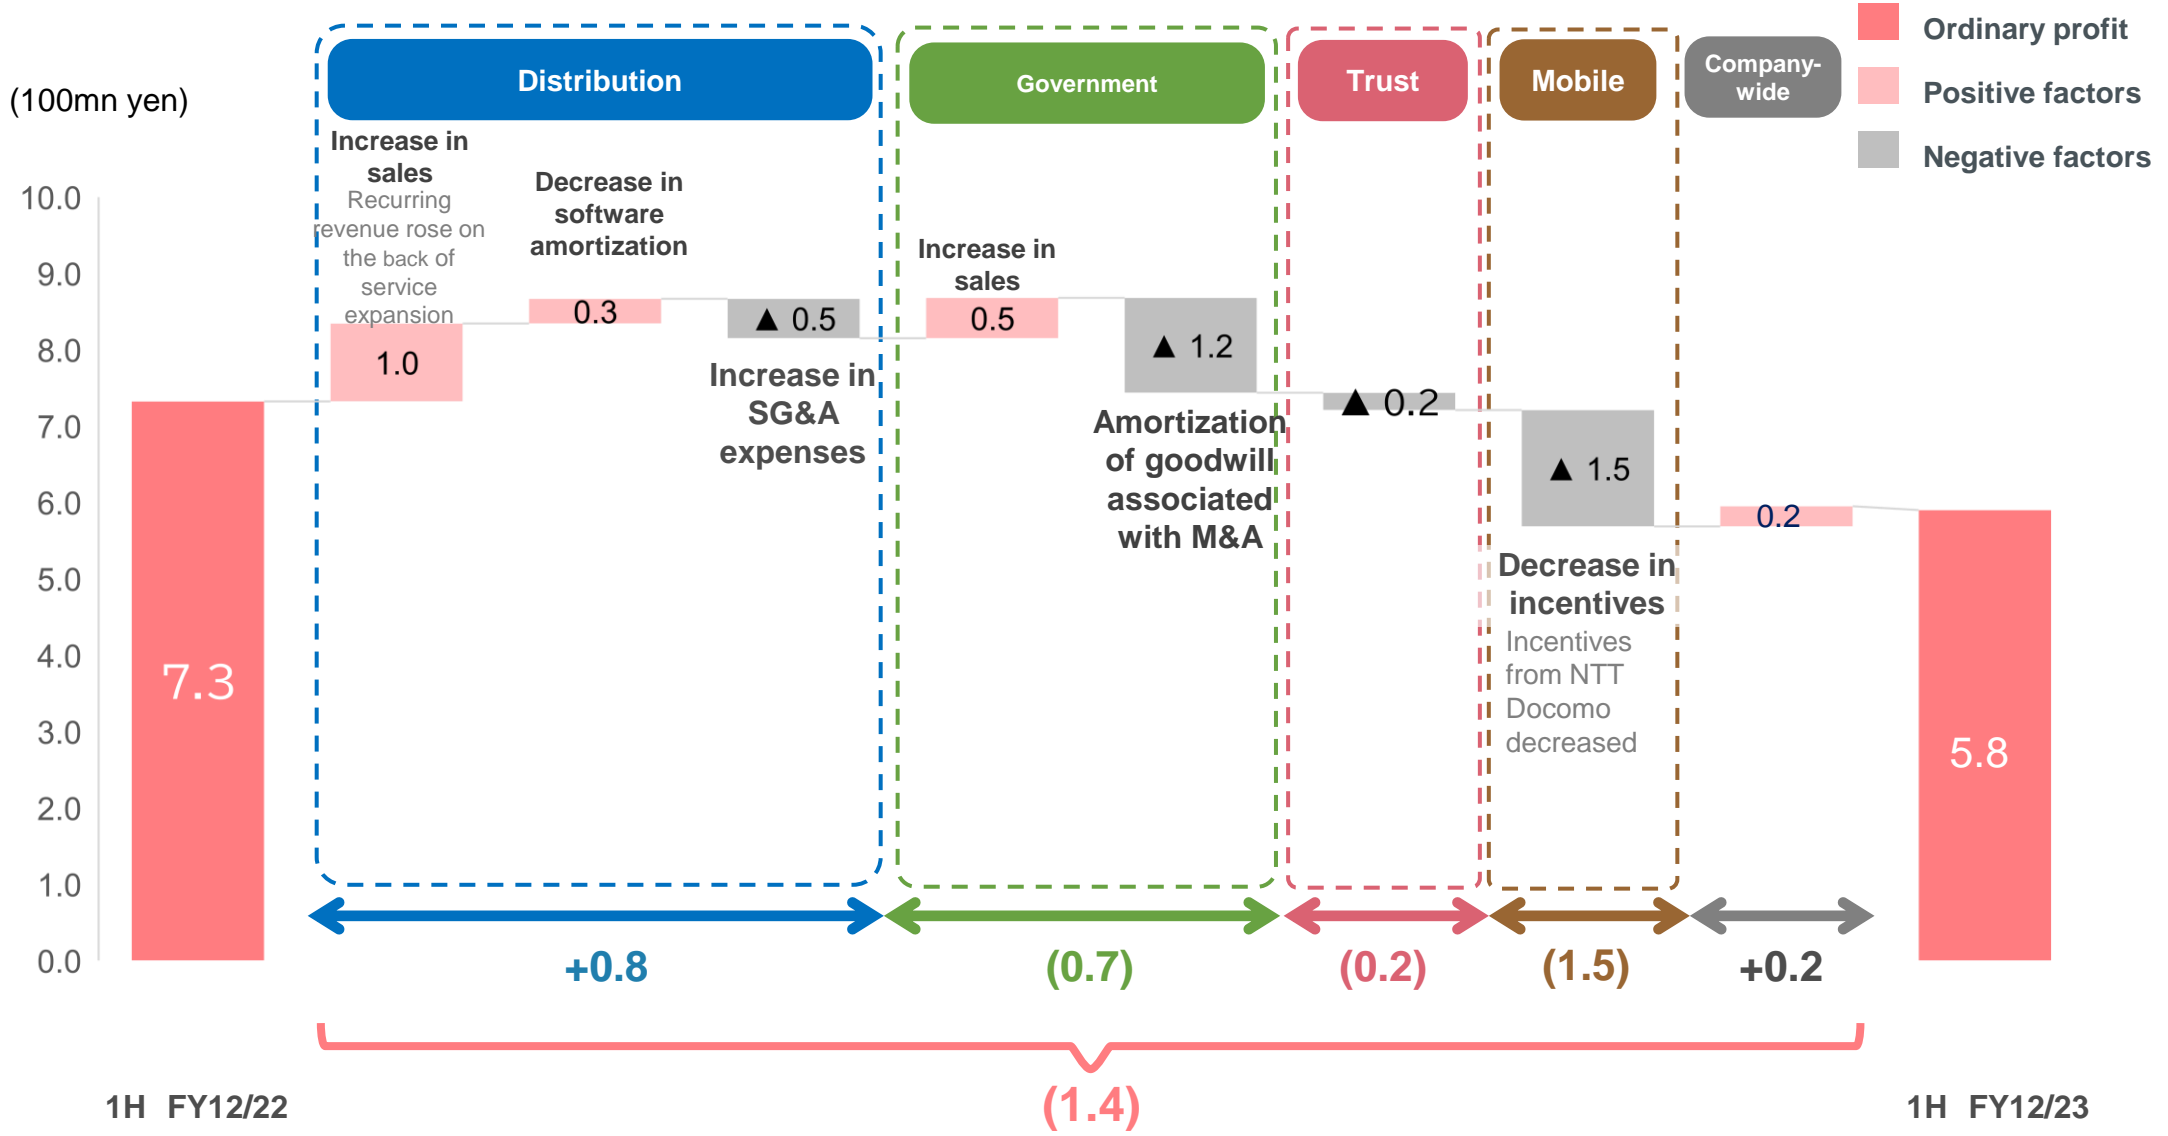 Ordinary profit
Positive factors
Negative factors
(100mn yen)
Distribution
Government
Trust
Mobile
Company-
wide
Increase in
sales
Recurring
revenue rose on
the back of
service
expansion
Decrease in
software
amortization
Increase in
sales
10.0
9.0
8.0
7.0
6.0
5.0
4.0
3.0
2.0
1.0
0.0
7.3
1.0
0.3
▲ 0.5
Increase in
SG&A
expenses
0.5
▲ 1.2
Amortization
of goodwill
associated
with M&A
▲ 0.2
▲ 1.5
Decrease in
incentives
Incentives
from NTT
Docomo
decreased
0.2
5.8
+0.8
(0.7)
(0.2)
(1.5)
+0.2
(1.4)
1H FY12/22
1H FY12/23